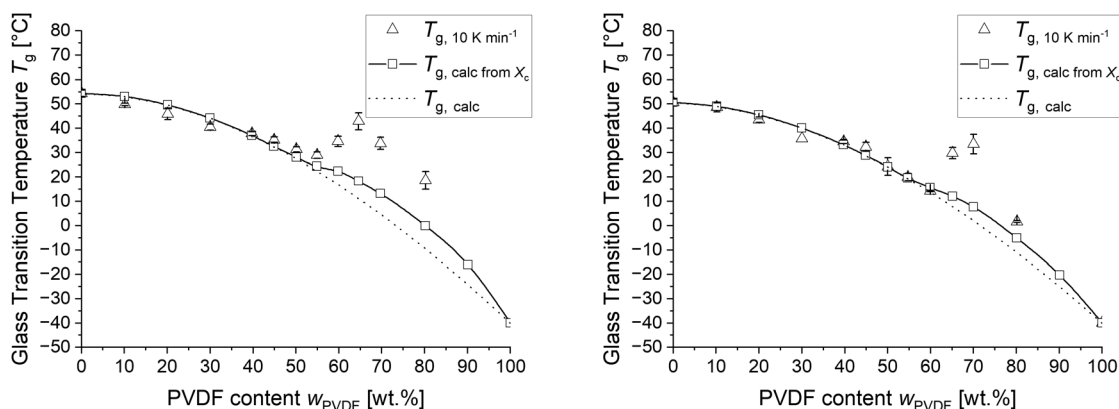 Glass Transition Temperature Tg [°C]
80
70
60
50
40
30
20
10
0
−10
−20
−30
−40
−50
Tg, 10 K min-1
Tg, calc from Xc
Tg, calc
0 10 20 30 40 50 60 70 80 90 100
PVDF content wPVDF [wt.%]
Glass Transition Temperature Tg [°C]
80
70
60
50
40
30
20
10
0
−10
−20
−30
−40
−50
Tg, 10 K min-1
Tg, calc from Xc
Tg, calc
0 10 20 30 40 50 60 70 80 90 100
PVDF content wPVDF [wt.%]